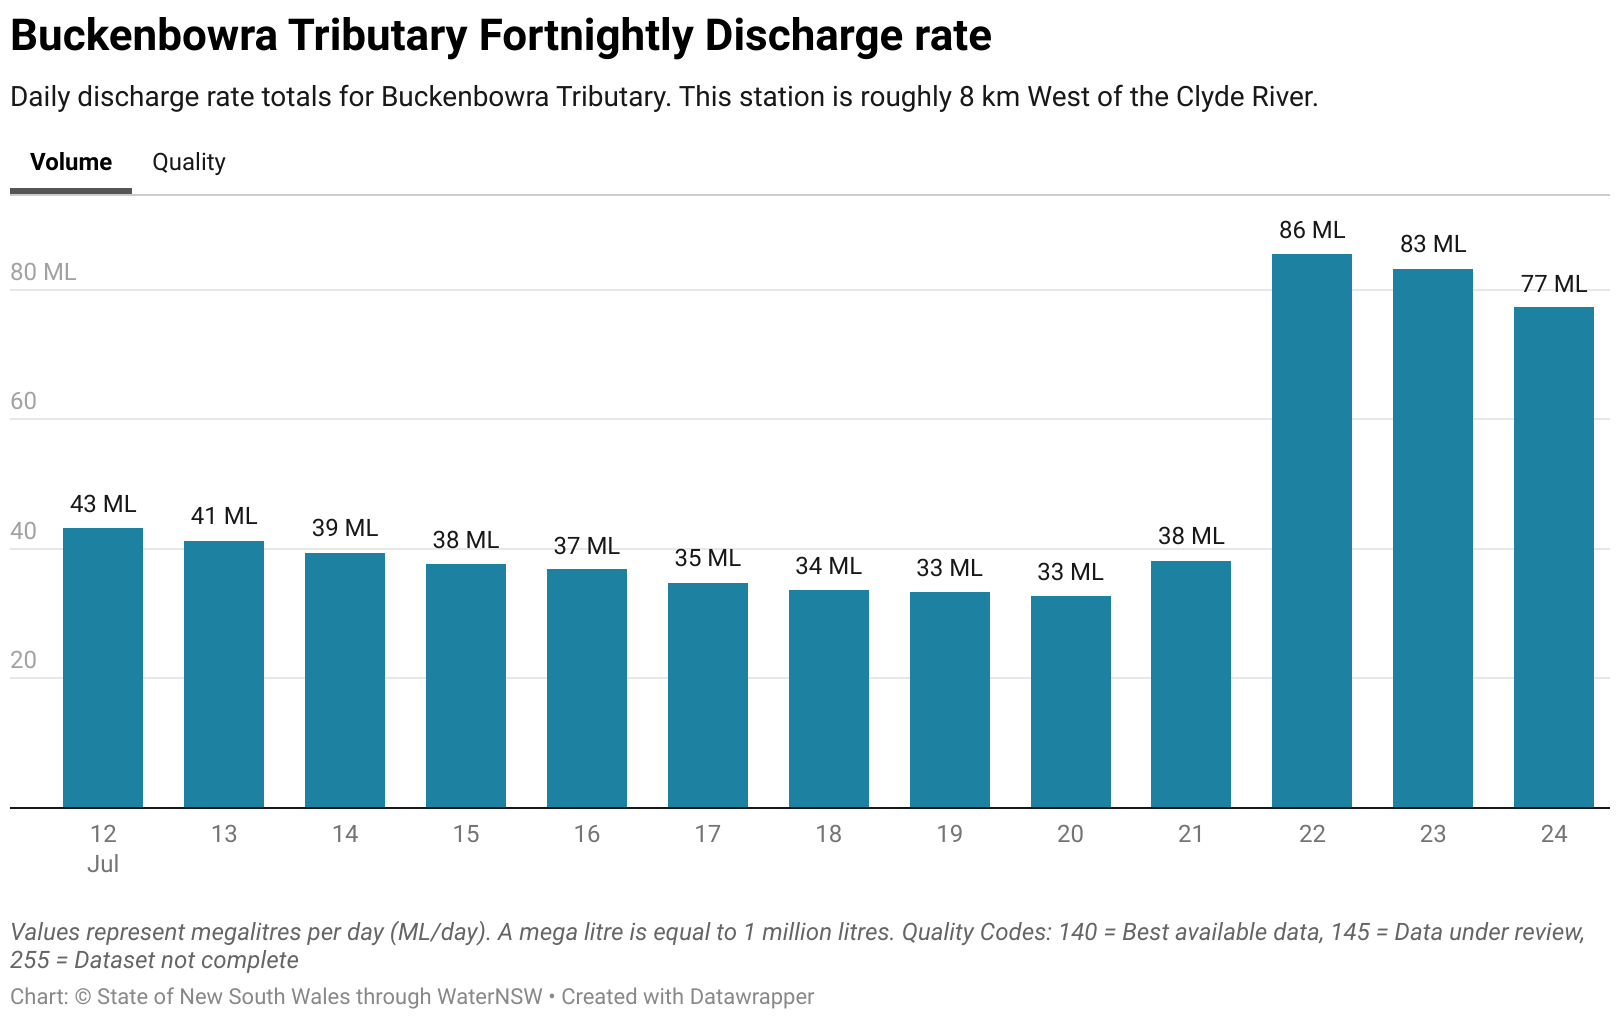 Buckenbowra Tributary Fortnightly Discharge rate
Daily discharge rate totals for Buckenbowra Tributary. This station is roughly 8 km West of the Clyde River.
Volume Quality
80 ML
60
40
20
43 ML
41 ML
39 ML
38 ML
37 ML
35 ML
34 ML
33 ML
33 ML
38 ML
86 ML
83 ML
77 ML
12 13 14 15 16 17 18 19 20 21 22 23 24
Jul
Values represent megalitres per day (ML/day). A mega litre is equal to 1 million litres. Quality Codes: 140 = Best available data, 145 = Data under review,
255 = Dataset not complete
Chart: © State of New South Wales through WaterNSW • Created with Datawrapper